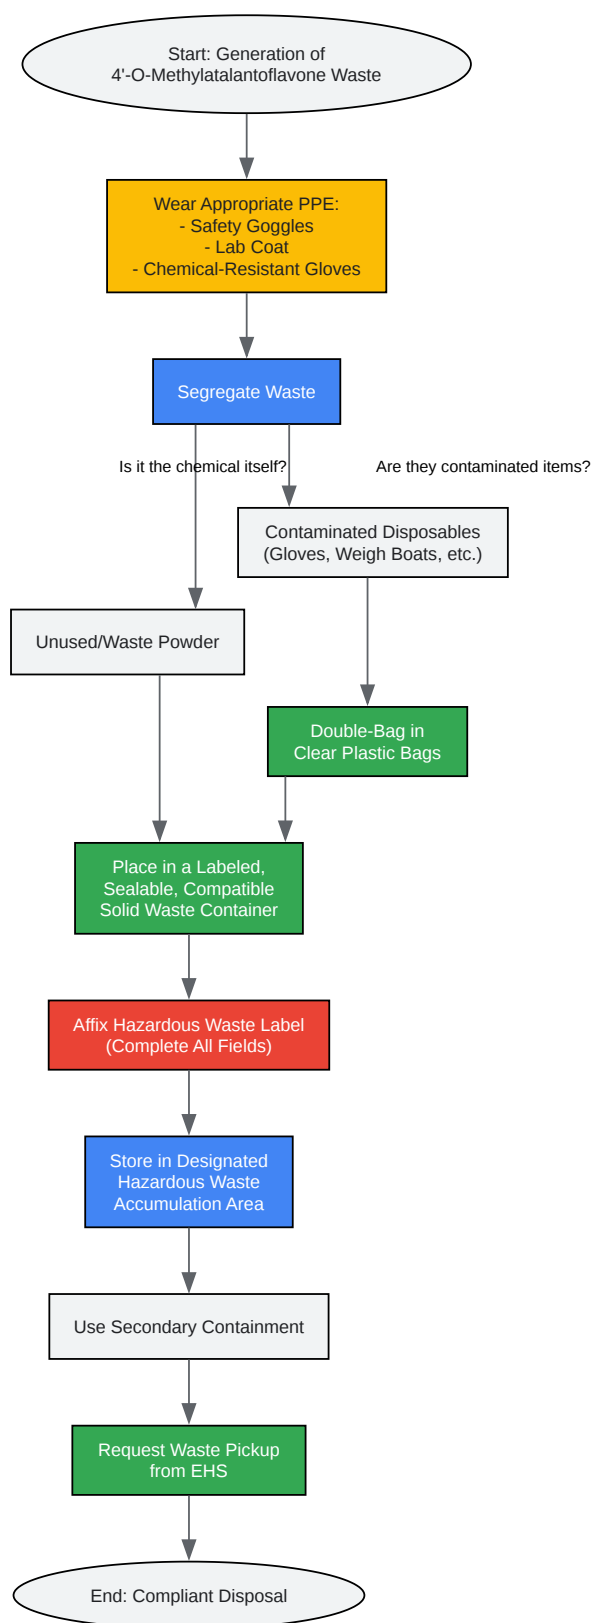 Start: Generation of
4'-O-Methylatalantoflavone Waste
Wear Appropriate PPE:
- Safety Goggles
- Lab Coat
- Chemical-Resistant Gloves
Segregate Waste
Is it the chemical itself?
Are they contaminated items?
Contaminated Disposables
(Gloves, Weigh Boats, etc.)
Unused/Waste Powder
Double-Bag in
Clear Plastic Bags
Place in a Labeled,
Sealable, Compatible
Solid Waste Container
Affix Hazardous Waste Label
(Complete All Fields)
Store in Designated
Hazardous Waste
Accumulation Area
Use Secondary Containment
Request Waste Pickup
from EHS
End: Compliant Disposal